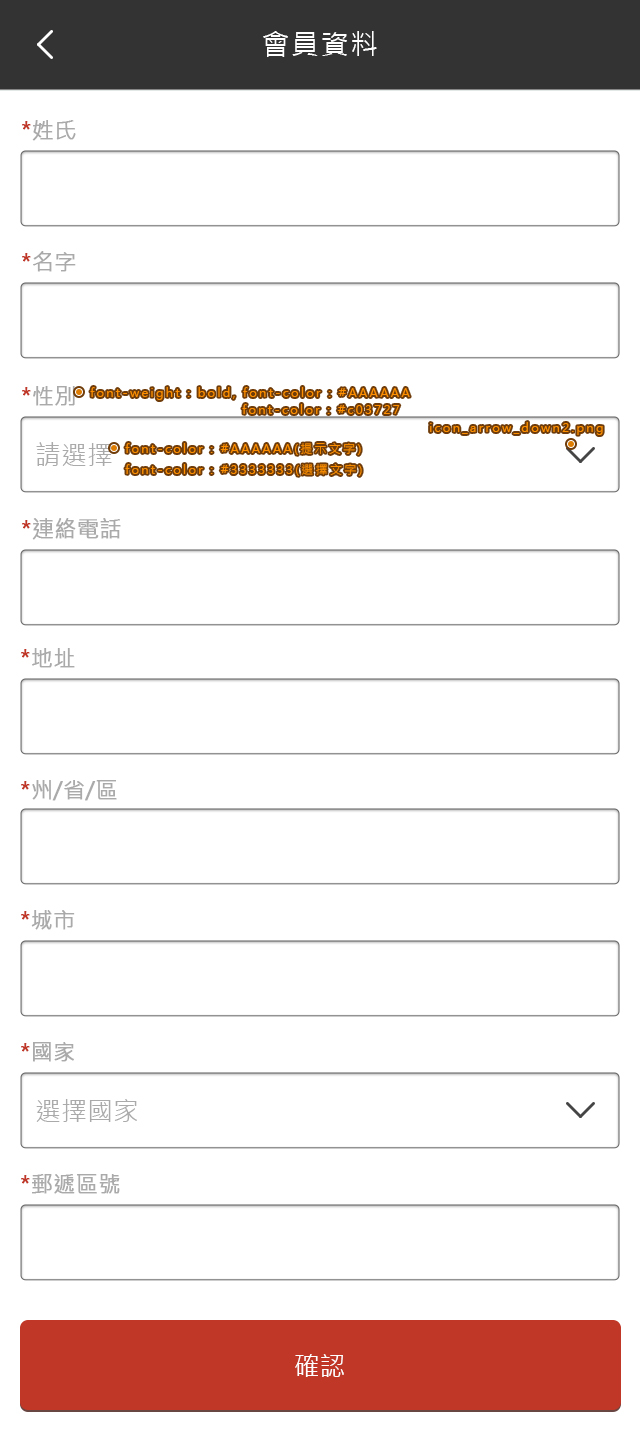 會員資料
*姓氏
*名字
*性別
font-weight : bold, font-color : #AAAAAA
font-color : #c03727
icon_arrow_down2.png
請選擇
font-color : #AAAAAA(提示文字)
font-color : #3333333(選擇文字)
*連絡電話
*地址
*州/省/區
*城市
*國家
選擇國家
*郵遞區號
確認